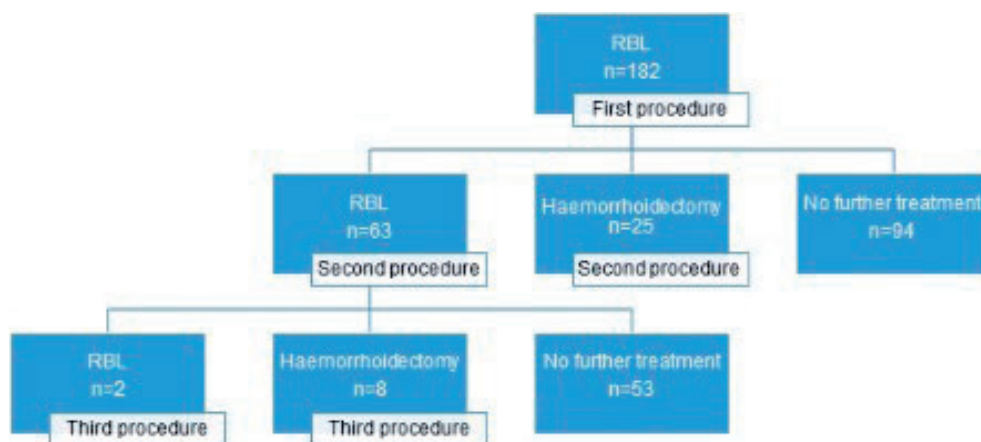 RBL
n=182
First procedure
RBL
n=63
Second procedure
Haemorrhoidectomy
n=25
Second procedure
No further treatment
n=94
RBL
n=2
Third procedure
Haemorrhoidectomy
n=8
Third procedure
No further treatment
n=53